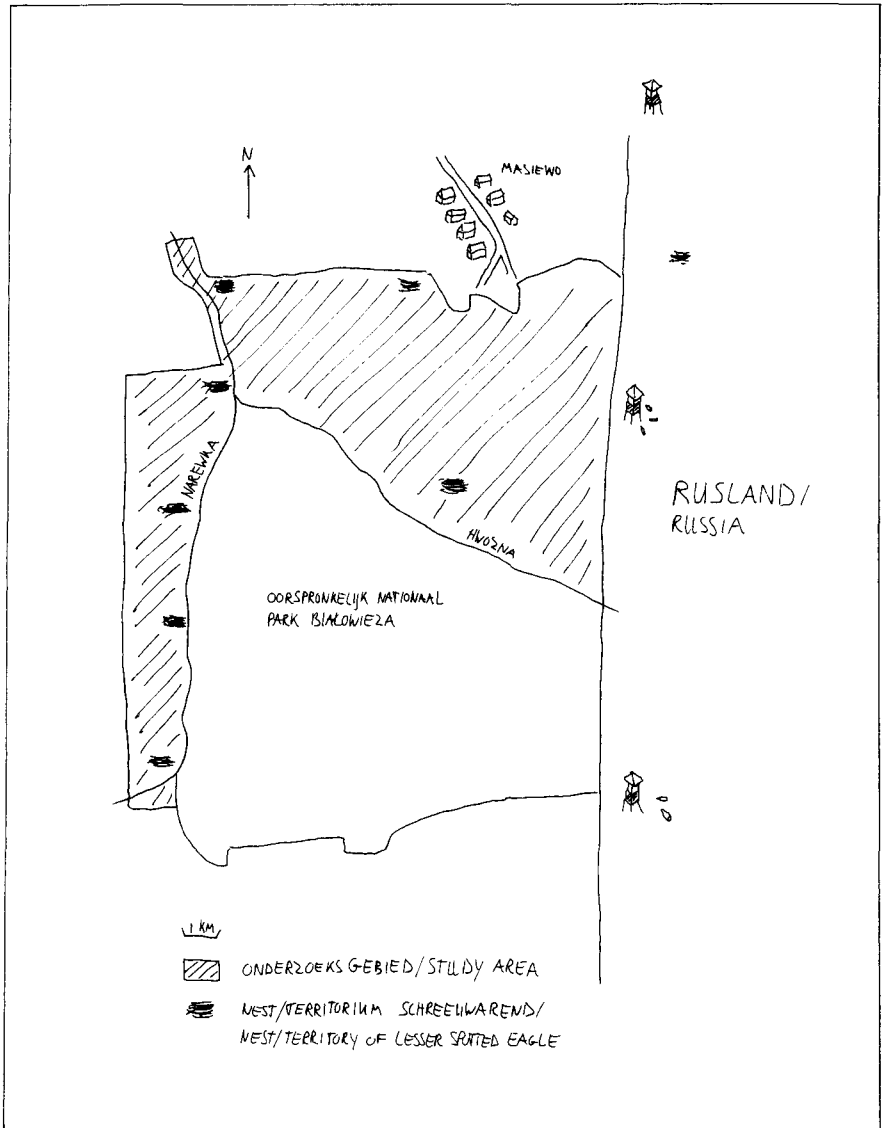 N
MASIEWO
NAREWKA
RUSLAND/
RUSSIA
HWOZNA
OORSPRONKELIJK NATIONAAL
PARK BIAŁOWIEZA
1 KM
ONDERZOEKS GEBIED/STUDY AREA
NEST/TERRITORIUM SCHREEUWAREND/
NEST/TERRITORY OF LESSER SPOTTED EAGLE